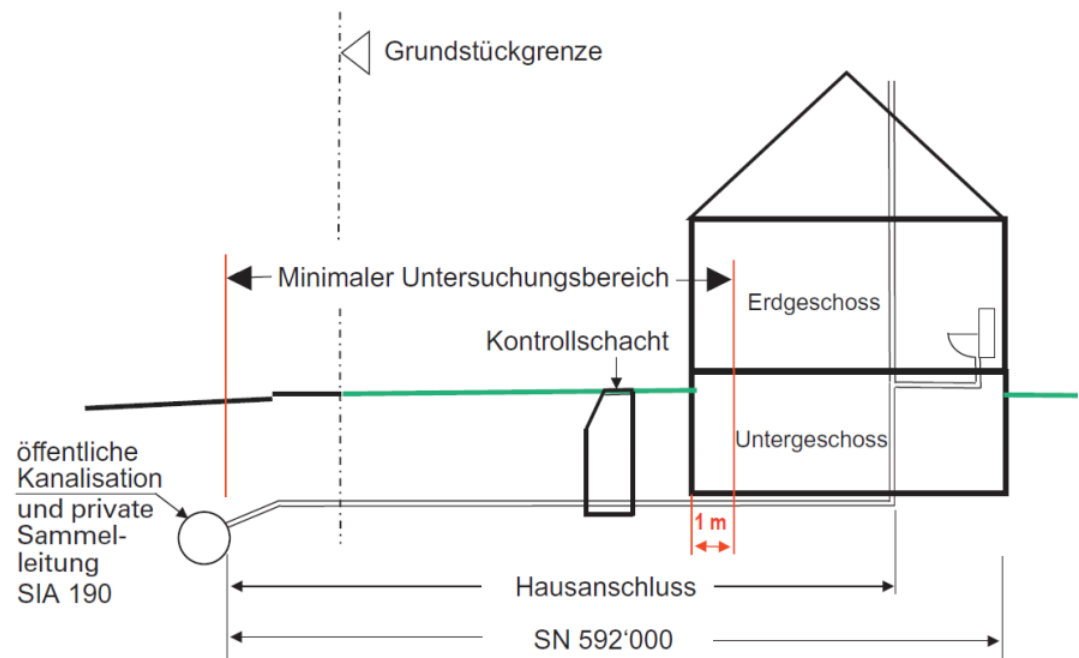 Grundstückgrenze
Minimaler Untersuchungsbereich
Erdgeschoss
Kontrollschacht
Untergeschoss
öffentliche
Kanalisation
und private
Sammel-
leitung
SIA 190
1 m
Hausanschluss
SN 592‘000